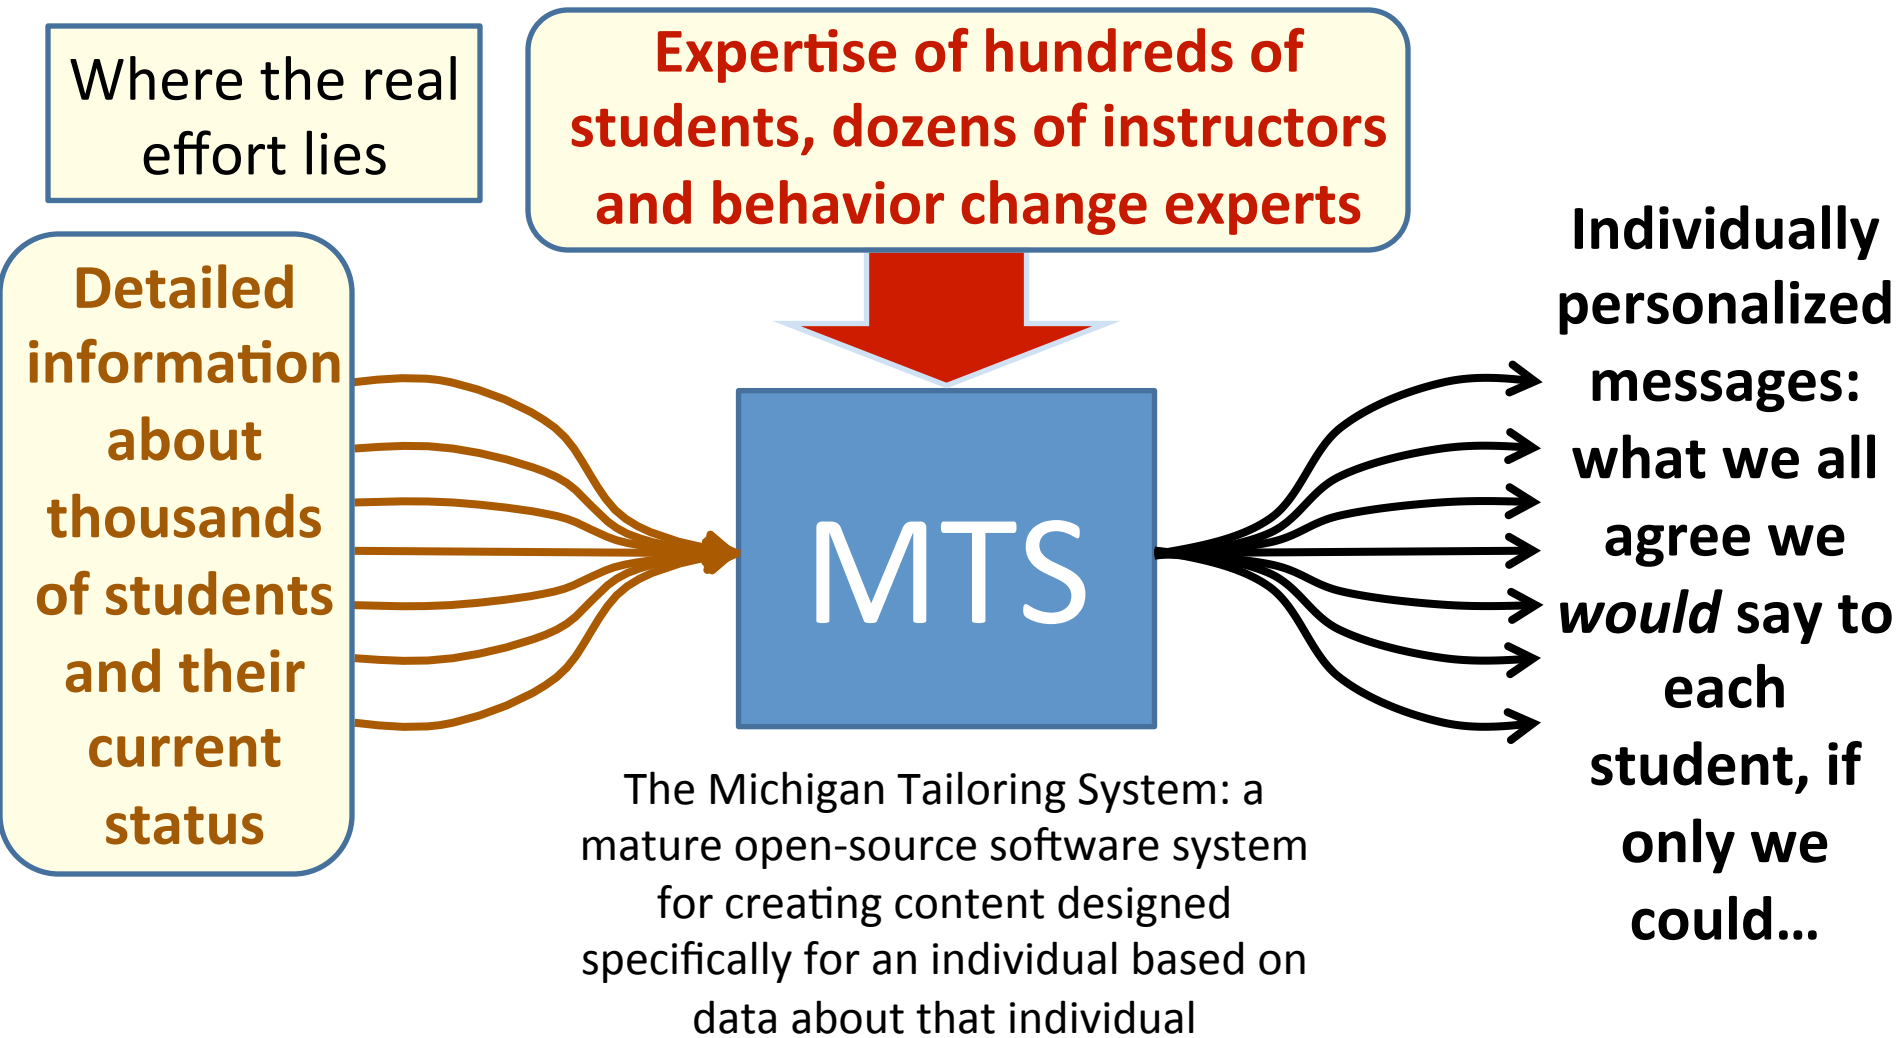 Where the real
effort lies
Expertise of hundreds of
students, dozens of instructors
and behavior change experts
Detailed
information
about
thousands
of students
and their
current
status
MTS
The Michigan Tailoring System: a
mature open-source software system
for creating content designed
specifically for an individual based on
data about that individual
Individually
personalized
messages:
what we all
agree we
would say to
each
student, if
only we
could…